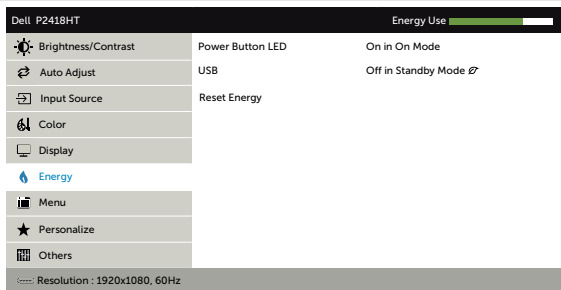 Dell P2418HT Energy Use
Brightness/Contrast Power Button LED On in On Mode
Auto Adjust USB Off in Standby Mode
Input Source Reset Energy
Color
Display
Energy
Menu
Personalize
Others
Resolution : 1920x1080, 60Hz